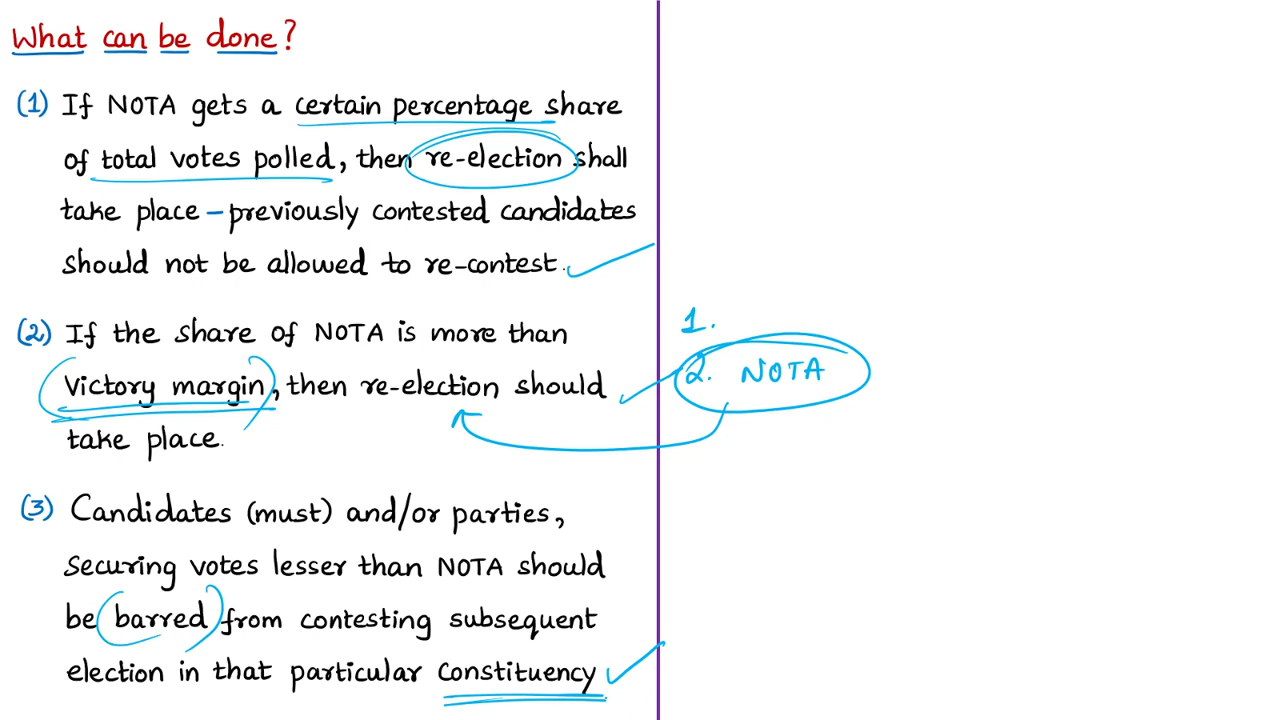 What can be done?
(1) If NOTA gets a certain percentage share
of total votes polled, then re-election shall
take place - previously contested candidates
should not be allowed to re-contest.
(2) If the share of NOTA is more than
victory margin, then re-election should
take place.
(3) Candidates (must) and/or parties,
securing votes lesser than NOTA should
be barred from contesting subsequent
election in that particular constituency
1.
2. NOTA